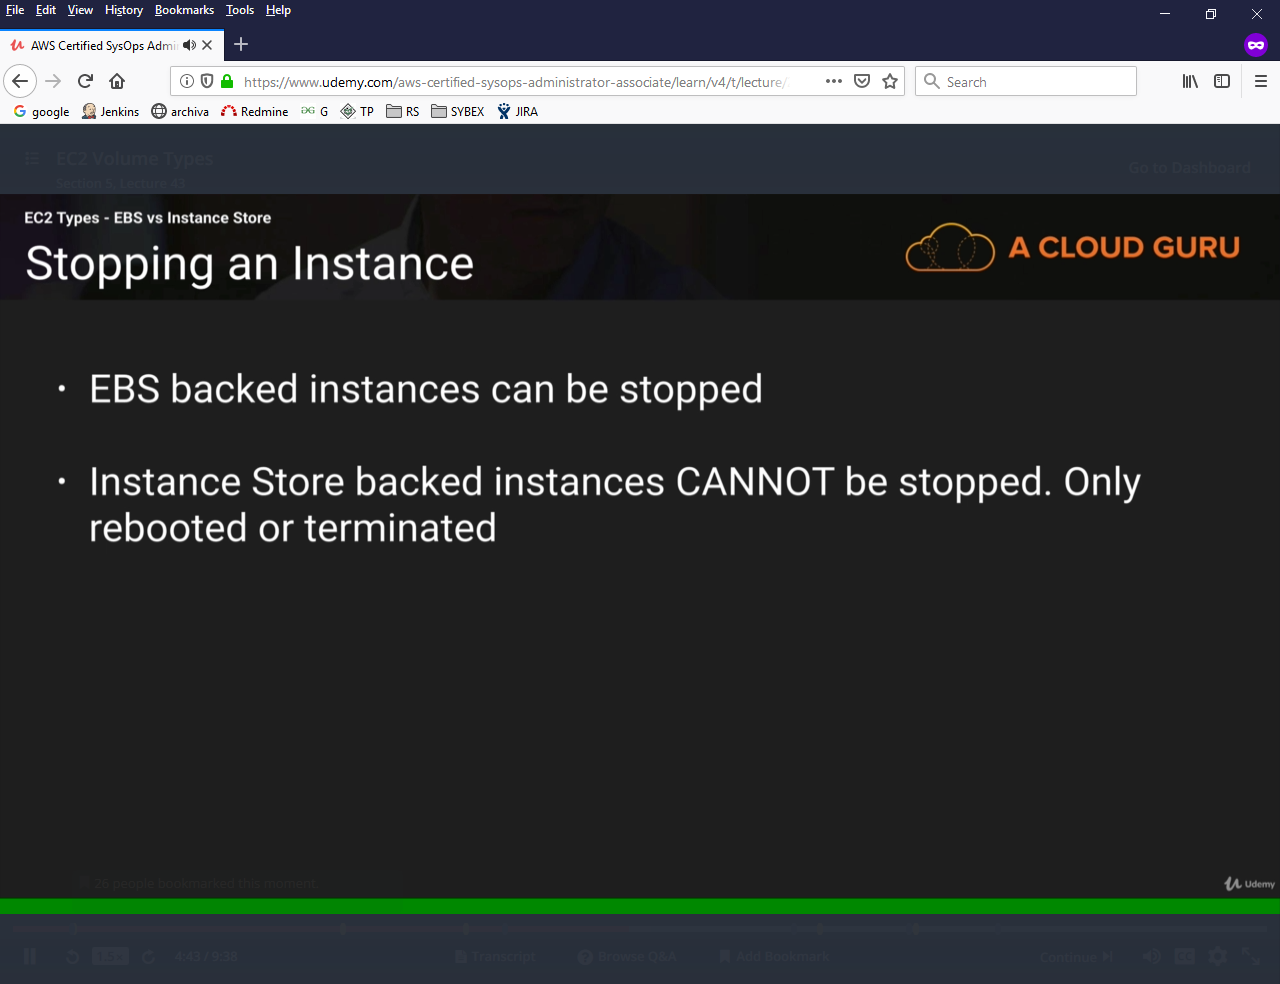 File Edit View History Bookmarks Tools Help
AWS Certified SysOps Admi
https://www.udemy.com/aws-certified-sysops-administrator-associate/learn/v4/t/lecture/
Search
google Jenkins archiva Redmine G TP RS SYBEX JIRA
EC2 Volume Types
Section 5, Lecture 43
Go to Dashboard
EC2 Types - EBS vs Instance Store
Stopping an Instance
A CLOUD GURU
• EBS backed instances can be stopped
• Instance Store backed instances CANNOT be stopped. Only
rebooted or terminated
26 people bookmarked this moment.
Udemy
4:43 / 9:38 Transcript Browse Q&A Add Bookmark Continue CC